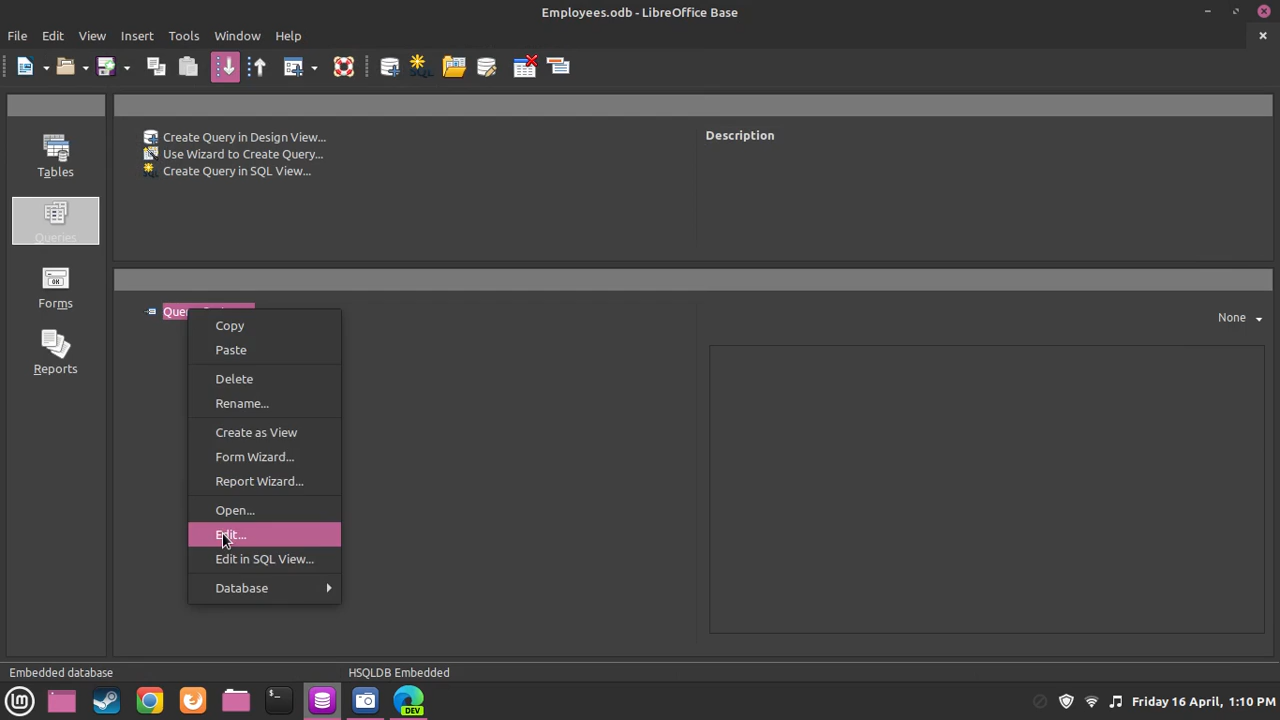 Employees.odb - LibreOffice Base
File Edit View Insert Tools Window Help
SQL
Create Query in Design View...
Use Wizard to Create Query...
Create Query in SQL View...
Description
Tables
Queries
Forms
Reports
None
Copy
Paste
Delete
Rename...
Create as View
Form Wizard...
Report Wizard...
Open...
Edit...
Edit in SQL View...
Database
Embedded database HSQLDB Embedded
DEV
Friday 16 April, 1:10 PM